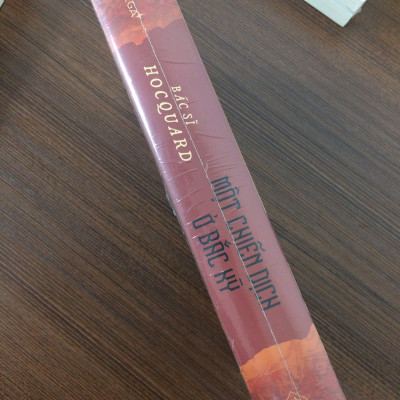 BÁC SĨ
HOCQUARD
MỘT CHIẾN DỊCH
Ở BẮC KỲ